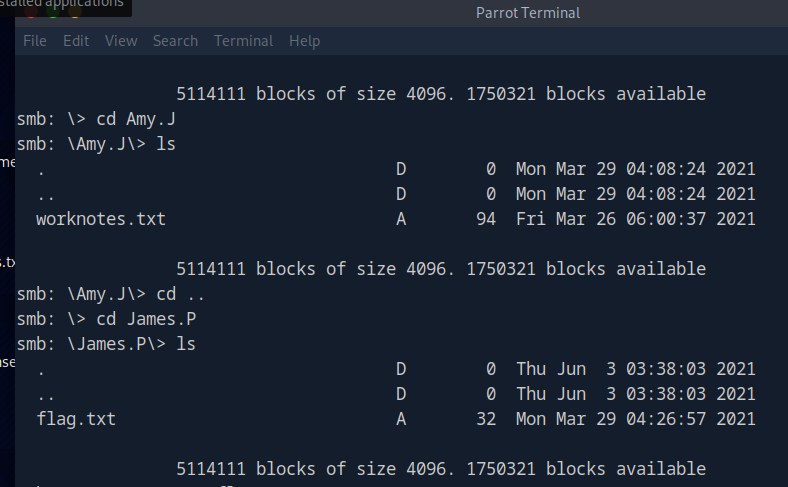 stalled applications
Parrot Terminal
File Edit View Search Terminal Help
5114111 blocks of size 4096. 1750321 blocks available
smb: \> cd Amy.J
smb: \Amy.J\> ls
. D 0 Mon Mar 29 04:08:24 2021
.. D 0 Mon Mar 29 04:08:24 2021
worknotes.txt A 94 Fri Mar 26 06:00:37 2021
5114111 blocks of size 4096. 1750321 blocks available
smb: \Amy.J\> cd ..
smb: \> cd James.P
smb: \James.P\> ls
. D 0 Thu Jun 3 03:38:03 2021
.. D 0 Thu Jun 3 03:38:03 2021
flag.txt A 32 Mon Mar 29 04:26:57 2021
5114111 blocks of size 4096. 1750321 blocks available